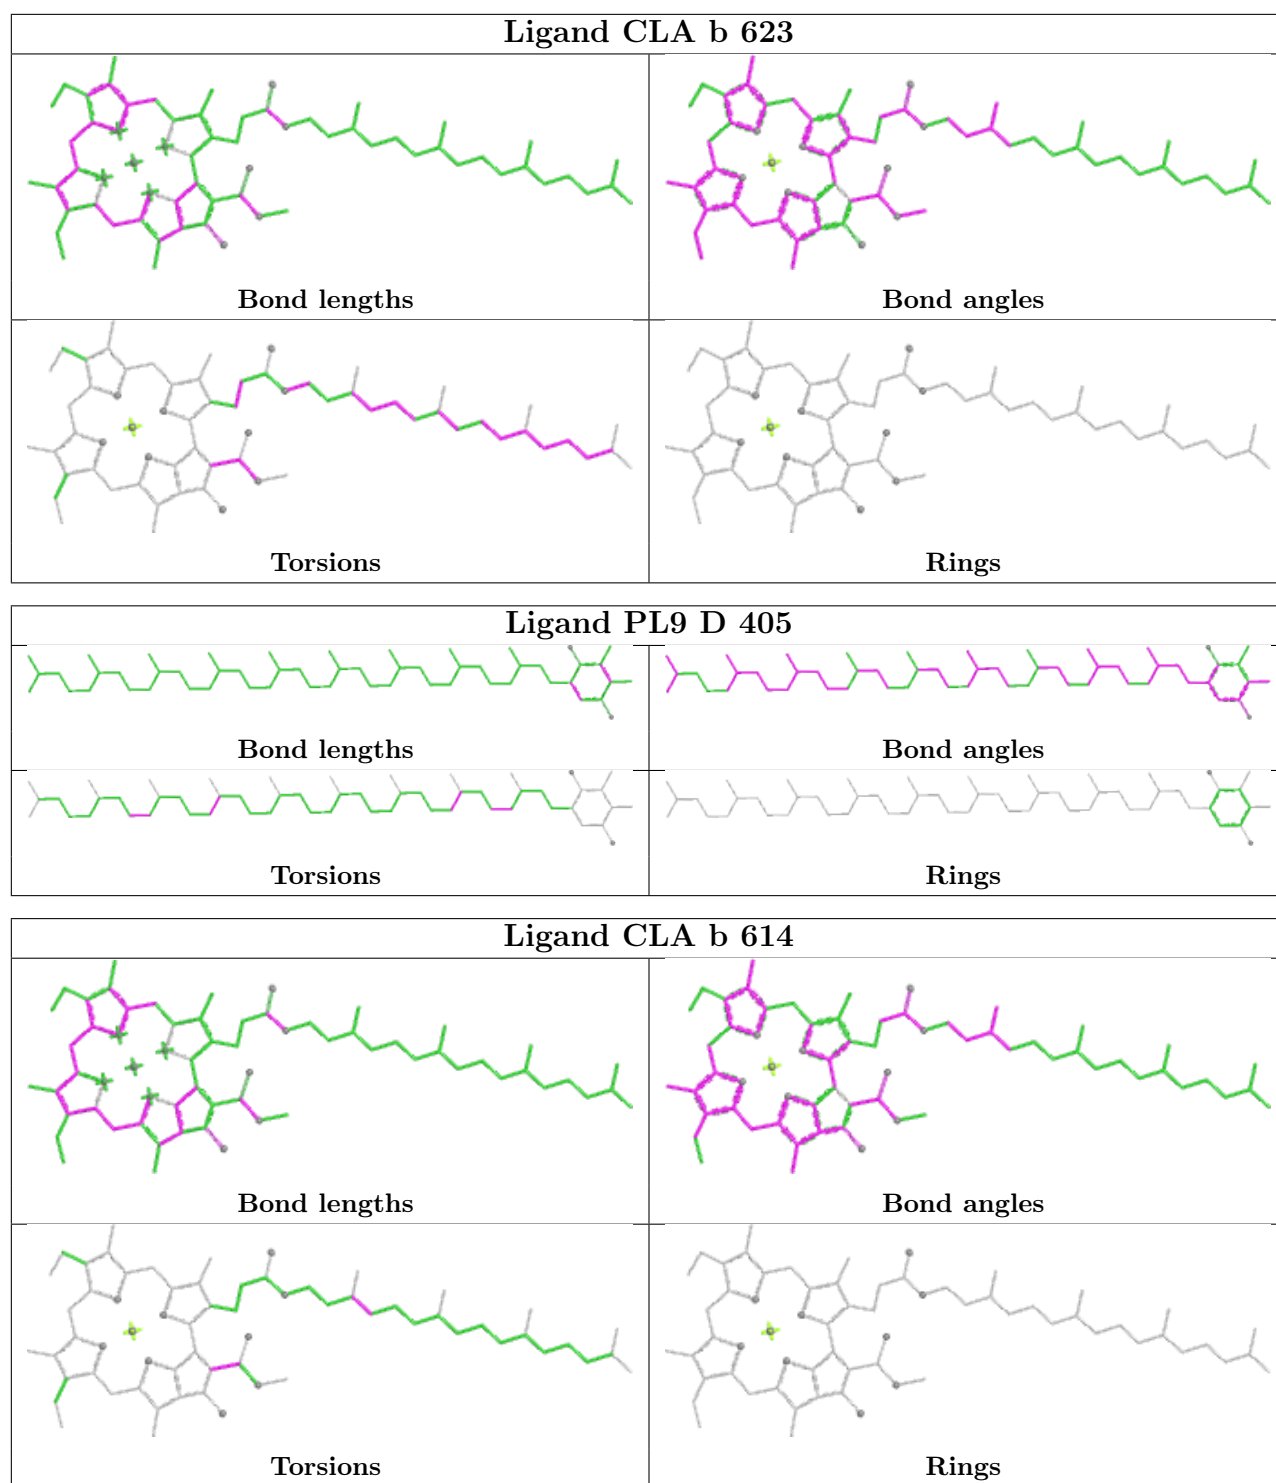 Ligand CLA b 623
Bond lengths
Bond angles
Torsions
Rings
Ligand PL9 D 405
Bond lengths
Bond angles
Torsions
Rings
Ligand CLA b 614
Bond lengths
Bond angles
Torsions
Rings